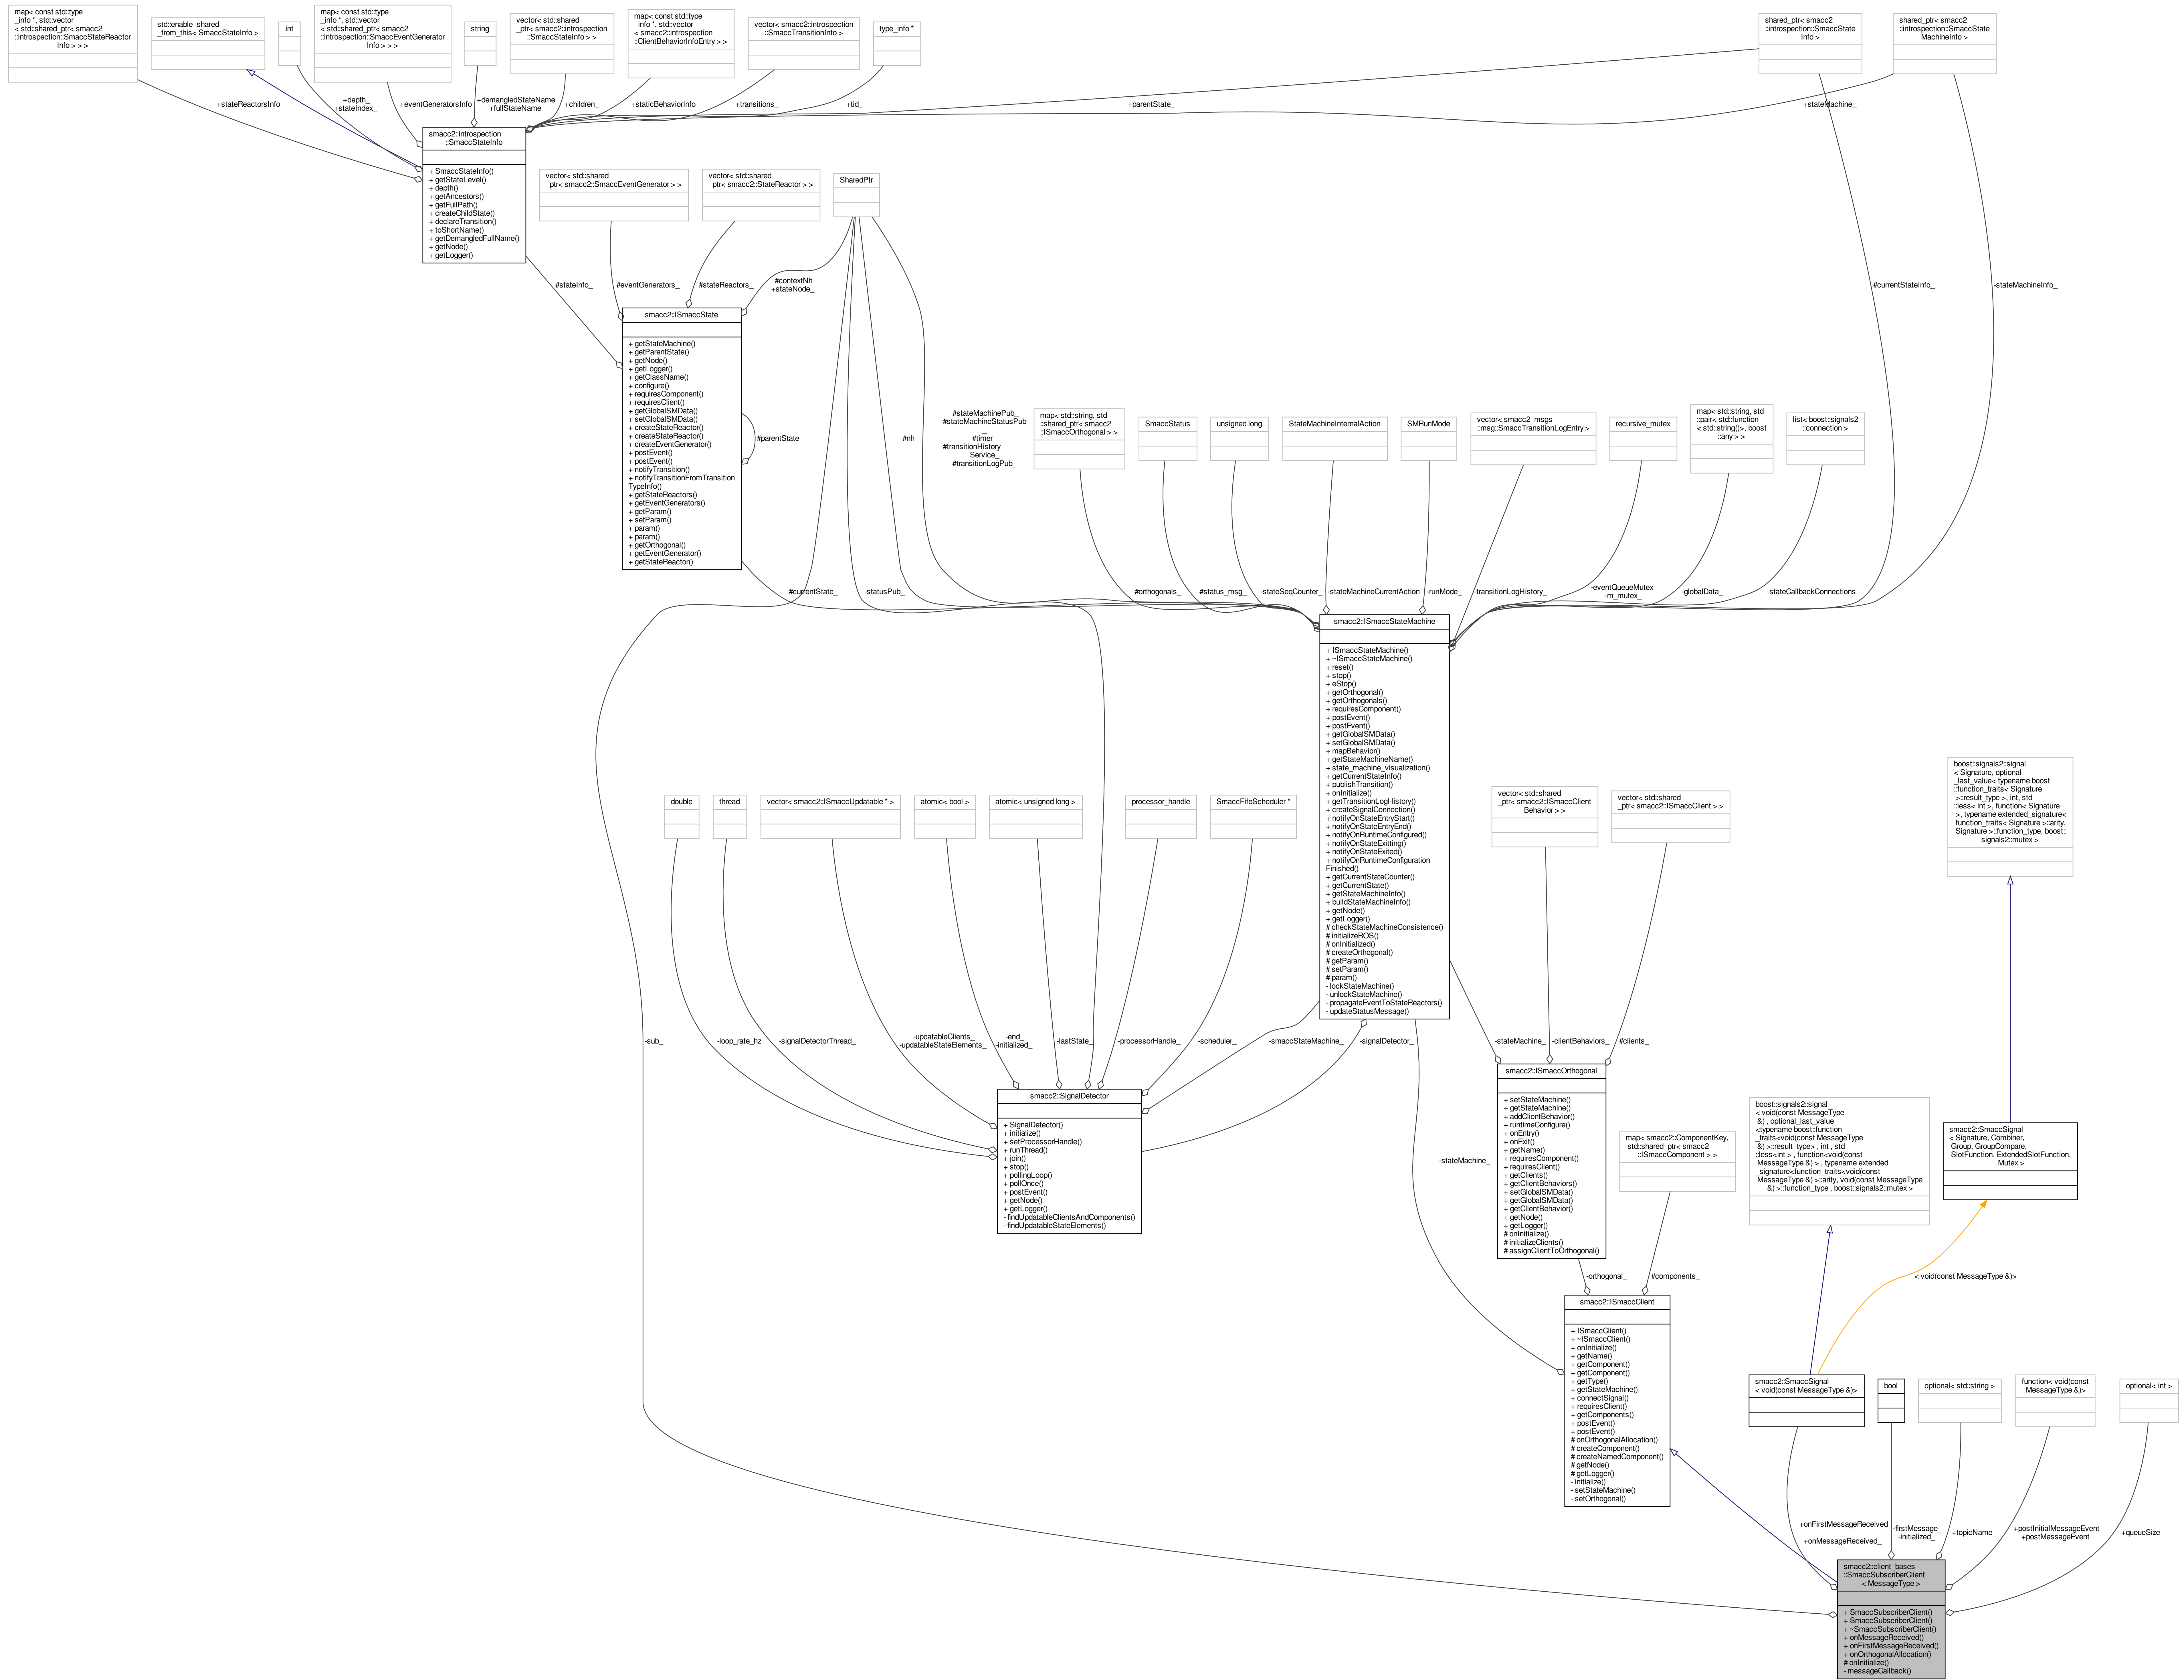 map< const std::type
_info *, std::vector
< std::shared_ptr< smacc2
::introspection::SmaccStateReactor
Info > > >
std::enable_shared
_from_this< SmaccStateInfo >
int
map< const std::type
_info *, std::vector
< std::shared_ptr< smacc2
::introspection::SmaccEventGenerator
Info > > >
string
vector< std::shared
_ptr< smacc2::introspection
::SmaccStateInfo > >
map< const std::type
_info *, std::vector
< smacc2::introspection
::ClientBehaviorInfoEntry > >
vector< smacc2::introspection
::SmaccTransitionInfo >
type_info *
shared_ptr< smacc2
::introspection::SmaccState
Info >
shared_ptr< smacc2
::introspection::SmaccState
MachineInfo >
+stateReactorsInfo
+depth_
+stateIndex_
+eventGeneratorsInfo
+demangledStateName
+fullStateName
+children_
+staticBehaviorInfo
+transitions_
+tid_
+parentState_
+stateMachine_
smacc2::introspection
::SmaccStateInfo
+ SmaccStateInfo()
+ getStateLevel()
+ depth()
+ getAncestors()
+ getFullPath()
+ createChildState()
+ declareTransition()
+ toShortName()
+ getDemangledFullName()
+ getNode()
+ getLogger()
vector< std::shared
_ptr< smacc2::SmaccEventGenerator > >
vector< std::shared
_ptr< smacc2::StateReactor > >
SharedPtr
#stateInfo_
#eventGenerators_
#stateReactors_
#contextNh
+stateNode_
#currentStateInfo_
-stateMachineInfo_
smacc2::ISmaccState
+ getStateMachine()
+ getParentState()
+ getNode()
+ getLogger()
+ getClassName()
+ configure()
+ requiresComponent()
+ requiresClient()
+ getGlobalSMData()
+ setGlobalSMData()
+ createStateReactor()
+ createStateReactor()
+ createEventGenerator()
+ postEvent()
+ postEvent()
+ notifyTransition()
+ notifyTransitionFromTransition
TypeInfo()
+ getStateReactors()
+ getEventGenerators()
+ getParam()
+ setParam()
+ param()
+ param()
+ getOrthogonal()
+ getEventGenerator()
+ getStateReactor()
#parentState_
#nh_
#stateMachinePub_
#stateMachineStatusPub
_
#timer_
#transitionHistory
Service_
#transitionLogPub_
map< std::string, std
::shared_ptr< smacc2
::ISmaccOrthogonal > >
SmaccStatus
unsigned long
StateMachineInternalAction
SMRunMode
vector< smacc2_msgs
::msg::SmaccTransitionLogEntry >
recursive_mutex
map< std::string, std
::pair< std::function
< std::string()>, boost
::any > >
list< boost::signals2
::connection >
#currentState_
-statusPub_
#orthogonals_
#status_msg_
-stateSeqCounter_
-stateMachineCurrentAction
-runMode_
-transitionLogHistory_
-eventQueueMutex_
-m_mutex_
-globalData_
-stateCallbackConnections
smacc2::ISmaccStateMachine
+ ISmaccStateMachine()
+ ~ISmaccStateMachine()
+ reset()
+ stop()
+ eStop()
+ getOrthogonal()
+ getOrthogonals()
+ requiresComponent()
+ postEvent()
+ postEvent()
+ getGlobalSMData()
+ setGlobalSMData()
+ mapBehavior()
+ getStateMachineName()
+ state_machine_visualization()
+ getCurrentStateInfo()
+ publishTransition()
+ onInitialize()
+ getTransitionLogHistory()
+ createSignalConnection()
+ notifyOnStateEntryStart()
+ notifyOnStateEntryEnd()
+ notifyOnRuntimeConfigured()
+ notifyOnStateExitting()
+ notifyOnStateExited()
+ notifyOnRuntimeConfiguration
Finished()
+ getCurrentStateCounter()
+ getCurrentState()
+ getStateMachineInfo()
+ buildStateMachineInfo()
+ getNode()
+ getLogger()
# checkStateMachineConsistence()
# initializeROS()
# onInitialized()
# createOrthogonal()
# getParam()
# setParam()
# param()
- lockStateMachine()
- unlockStateMachine()
- propagateEventToStateReactors()
- updateStatusMessage()
double
thread
vector< smacc2::ISmaccUpdatable * >
atomic< bool >
atomic< unsigned long >
processor_handle
SmaccFifoScheduler *
vector< std::shared
_ptr< smacc2::ISmaccClient
Behavior > >
vector< std::shared
_ptr< smacc2::ISmaccClient > >
boost::signals2::signal
< Signature, optional
_last_value< typename boost
::function_traits< Signature
>::result_type >, int, std
::less< int >, function< Signature
>, typename extended_signature<
function_traits< Signature >::arity,
Signature >::function_type, boost::
signals2::mutex >
-sub_
-loop_rate_hz
-signalDetectorThread_
-updatableClients_
-updatableStateElements_
-end_
-initialized_
-lastState_
-processorHandle_
-scheduler_
-smaccStateMachine_
-signalDetector_
-stateMachine_
-clientBehaviors_
#clients_
smacc2::SignalDetector
+ SignalDetector()
+ initialize()
+ setProcessorHandle()
+ runThread()
+ join()
+ stop()
+ pollingLoop()
+ pollOnce()
+ postEvent()
+ getNode()
+ getLogger()
- findUpdatableClientsAndComponents()
- findUpdatableStateElements()
smacc2::ISmaccOrthogonal
+ setStateMachine()
+ getStateMachine()
+ addClientBehavior()
+ runtimeConfigure()
+ onEntry()
+ onExit()
+ getName()
+ requiresComponent()
+ requiresClient()
+ getClients()
+ getClientBehaviors()
+ setGlobalSMData()
+ getGlobalSMData()
+ getClientBehavior()
+ getNode()
+ getLogger()
# onInitialize()
# initializeClients()
# assignClientToOrthogonal()
-stateMachine_
map< smacc2::ComponentKey,
std::shared_ptr< smacc2
::ISmaccComponent > >
boost::signals2::signal
< void(const MessageType
&) , optional_last_value
<typename boost::function
_traits<void(const MessageType
&) >::result_type> , int , std
::less<int > , function<void(const
MessageType &) > , typename extended
_signature<function_traits<void(const
MessageType &) >::arity, void(const MessageType
&) >::function_type , boost::signals2::mutex >
smacc2::SmaccSignal
< Signature, Combiner,
Group, GroupCompare,
SlotFunction, ExtendedSlotFunction,
Mutex >
-orthogonal_
#components_
< void(const MessageType &)>
smacc2::ISmaccClient
+ ISmaccClient()
+ ~ISmaccClient()
+ onInitialize()
+ getName()
+ getComponent()
+ getComponent()
+ getType()
+ getStateMachine()
+ connectSignal()
+ requiresClient()
+ getComponents()
+ postEvent()
+ postEvent()
# onOrthogonalAllocation()
# createComponent()
# createNamedComponent()
# getNode()
# getLogger()
- initialize()
- setStateMachine()
- setOrthogonal()
smacc2::SmaccSignal
< void(const MessageType &)>
bool
optional< std::string >
function< void(const
MessageType &)>
optional< int >
+onFirstMessageReceived
_
+onMessageReceived_
-firstMessage_
-initialized_
+topicName
+postInitialMessageEvent
+postMessageEvent
+queueSize
smacc2::client_bases
::SmaccSubscriberClient
< MessageType >
+ SmaccSubscriberClient()
+ SmaccSubscriberClient()
+ ~SmaccSubscriberClient()
+ onMessageReceived()
+ onFirstMessageReceived()
+ onOrthogonalAllocation()
# onInitialize()
- messageCallback()